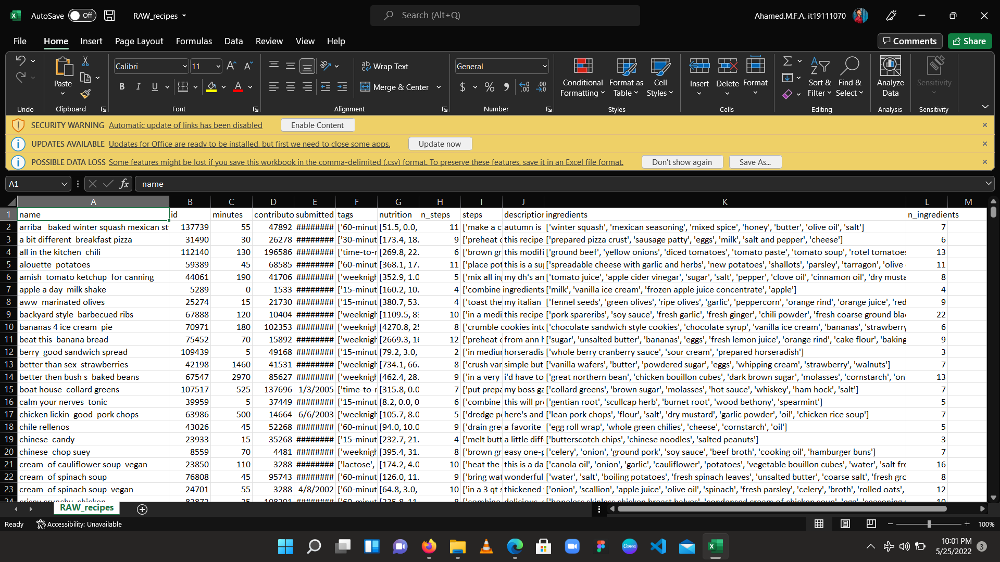 AutoSave Off RAW_recipes Search (Alt+Q) Ahamed.M.F.A. it19111070
File Home Insert Page Layout Formulas Data Review View Help Comments Share
Calibri 11 Wrap Text General
Paste B I U Merge & Center $ % Conditional Formatting Format as Table Cell Styles Insert Delete Format Sort & Filter Find & Select Analyze Data Sensitivity
Undo Clipboard Font Alignment Number Styles Cells Editing Analysis Sensitivity
SECURITY WARNING Automatic update of links has been disabled Enable Content
UPDATES AVAILABLE Updates for Office are ready to be installed, but first we need to close some apps. Update now
POSSIBLE DATA LOSS Some features might be lost if you save this workbook in the comma-delimited (.csv) format. To preserve these features, save it in an Excel file format. Don't show again Save As...
A1 fx name
A B C D E F G H I J K L M
1 name id minutes contributo submitted tags nutrition n_steps steps description ingredients n_ingredients
2 arriba baked winter squash mexican st 137739 55 47892 ######## ['60-minut [51.5, 0.0, 11 ['make a c autumn is ['winter squash', 'mexican seasoning', 'mixed spice', 'honey', 'butter', 'olive oil', 'salt'] 7
3 a bit different breakfast pizza 31490 30 26278 ######## ['30-minut [173.4, 18. 9 ['preheat o this recipe ['prepared pizza crust', 'sausage patty', 'eggs', 'milk', 'salt and pepper', 'cheese'] 6
4 all in the kitchen chili 112140 130 196586 ######## ['time-to-r [269.8, 22. 6 ['brown gr this modifi ['ground beef', 'yellow onions', 'diced tomatoes', 'tomato paste', 'tomato soup', 'rotel tomatoes 13
5 alouette potatoes 59389 45 68585 ######## ['60-minut [368.1, 17. 11 ['place pot this is a su ['spreadable cheese with garlic and herbs', 'new potatoes', 'shallots', 'parsley', 'tarragon', 'olive 11
6 amish tomato ketchup for canning 44061 190 41706 ######## ['weeknigh [352.9, 1.0 5 ['mix all in my dh's am ['tomato juice', 'apple cider vinegar', 'sugar', 'salt', 'pepper', 'clove oil', 'cinnamon oil', 'dry musta 8
7 apple a day milk shake 5289 0 1533 ######## ['15-minut [160.2, 10. 4 ['combine ingredients ['milk', 'vanilla ice cream', 'frozen apple juice concentrate', 'apple'] 4
8 aww marinated olives 25274 15 21730 ######## ['15-minut [380.7, 53. 4 ['toast the my italian ['fennel seeds', 'green olives', 'ripe olives', 'garlic', 'peppercorn', 'orange rind', 'orange juice', 'red 9
9 backyard style barbecued ribs 67888 120 10404 ######## ['weeknigh [1109.5, 83 10 ['in a medi this recipe ['pork spareribs', 'soy sauce', 'fresh garlic', 'fresh ginger', 'chili powder', 'fresh coarse ground bla 22
10 bananas 4 ice cream pie 70971 180 102353 ######## ['weeknigh [4270.8, 25 8 ['crumble cookies into ['chocolate sandwich style cookies', 'chocolate syrup', 'vanilla ice cream', 'bananas', 'strawberry 6
11 beat this banana bread 75452 70 15892 ######## ['weeknigh [2669.3, 16 12 ['preheat o from ann h ['sugar', 'unsalted butter', 'bananas', 'eggs', 'fresh lemon juice', 'orange rind', 'cake flour', 'baking 9
12 berry good sandwich spread 109439 5 49168 ######## ['15-minut [79.2, 3.0, 2 ['in mediur horseradis ['whole berry cranberry sauce', 'sour cream', 'prepared horseradish'] 3
13 better than sex strawberries 42198 1460 41531 ######## ['weeknigh [734.1, 66. 8 ['crush var simple but ['vanilla wafers', 'butter', 'powdered sugar', 'eggs', 'whipping cream', 'strawberry', 'walnuts'] 7
14 better then bush s baked beans 67547 2970 85627 ######## ['weeknigh [462.4, 28. 9 ['in a very i'd have to ['great northern bean', 'chicken bouillon cubes', 'dark brown sugar', 'molasses', 'cornstarch', 'on 13
15 boat house collard greens 107517 525 137696 1/3/2005 ['time-to-r [315.8, 0.0 7 ['put prepa my boss ga ['collard greens', 'brown sugar', 'molasses', 'hot sauce', 'whiskey', 'ham hock', 'salt'] 7
16 calm your nerves tonic 39959 5 37449 ######## ['15-minut [8.2, 0.0, 0 6 ['combine this will pr ['gentian root', 'scullcap herb', 'burnet root', 'wood bethony', 'spearmint'] 5
17 chicken lickin good pork chops 63986 500 14664 6/6/2003 ['weeknigh [105.7, 8.0 5 ['dredge po here's and ['lean pork chops', 'flour', 'salt', 'dry mustard', 'garlic powder', 'oil', 'chicken rice soup'] 7
18 chile rellenos 43026 45 52268 ######## ['60-minut [94.0, 10.0 9 ['drain gree a favorite ['egg roll wrap', 'whole green chilies', 'cheese', 'cornstarch', 'oil'] 5
19 chinese candy 23933 15 35268 ######## ['15-minut [232.7, 21. 4 ['melt butt a little diff ['butterscotch chips', 'chinese noodles', 'salted peanuts'] 3
20 chinese chop suey 8559 70 4481 ######## ['weeknigh [395.4, 31. 8 ['brown gr easy one-p ['celery', 'onion', 'ground pork', 'soy sauce', 'beef broth', 'cooking oil', 'hamburger buns'] 7
21 cream of cauliflower soup vegan 23850 110 3288 ######## ['lactose', [174.2, 4.0 10 ['heat the this is a da ['canola oil', 'onion', 'garlic', 'cauliflower', 'potatoes', 'vegetable bouillon cubes', 'water', 'salt fre 16
22 cream of spinach soup 76808 45 95743 ######## ['60-minut [126.0, 11. 9 ['bring wat wonderful ['water', 'salt', 'boiling potatoes', 'fresh spinach leaves', 'unsalted butter', 'coarse salt', 'fresh gro 8
23 cream of spinach soup vegan 24701 55 3288 4/8/2002 ['60-minut [64.8, 3.0, 10 ['in a 3 qt s thickened ['onion', 'scallion', 'apple juice', 'olive oil', 'spinach', 'fresh parsley', 'celery', 'broth', 'rolled oats', 12
RAW_recipes
Ready Accessibility: Unavailable 100%
Canva 10:01 PM
5/25/2022 3